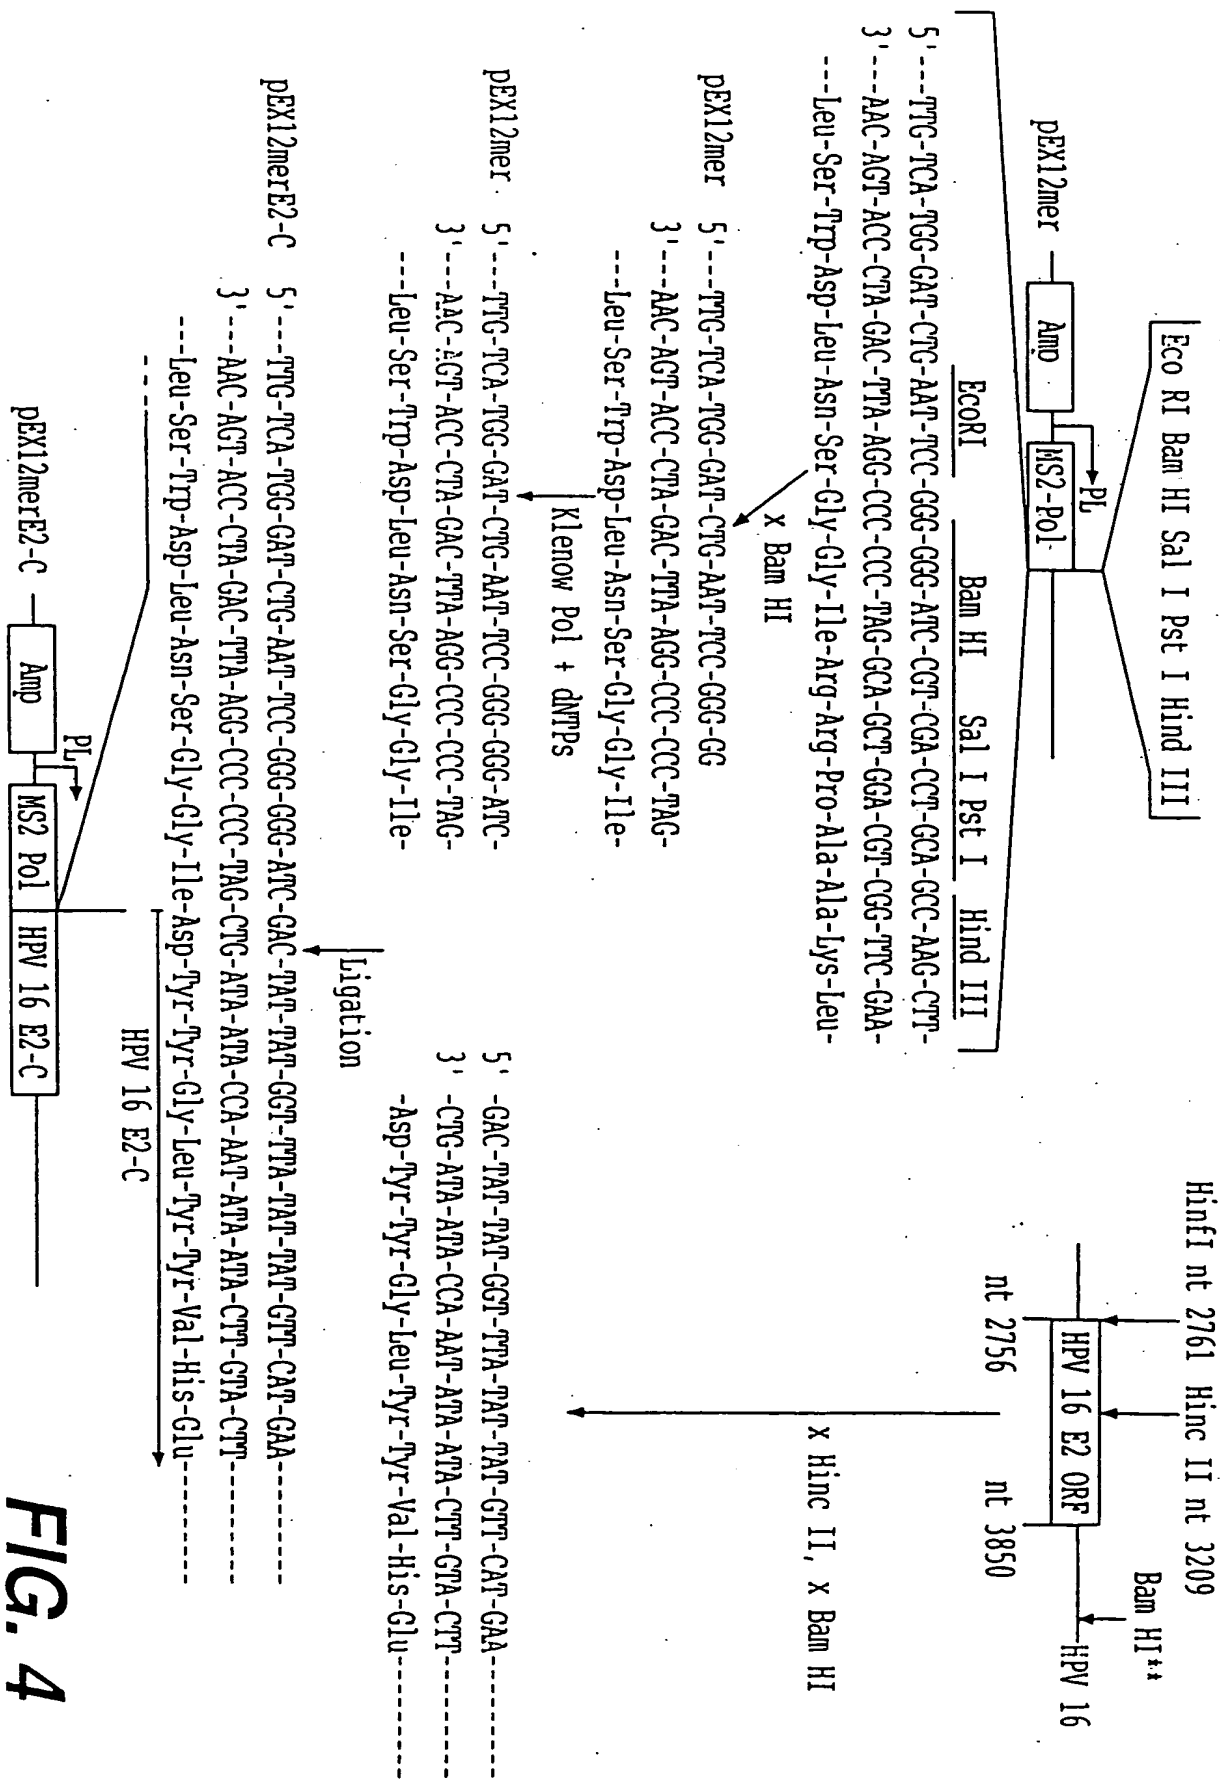 Eco RI Bam HI Sal I Pst I Hind III
pEX12mer
Amp
PL
MS2-Pol-
EcoRI Bam HI Sal I Pst I Hind III
5'---TTG-TCA-TGG-GAT-CTG-AAT-TCC-GGG-GGG-ATC-CGT-CGA-CCT-GCA-GCC-AAG-CTT-
3'---AAC-AGT-ACC-CTA-GAC-TTA-AGG-CCC-CCC-TAG-GCA-GCT-GGA-CGT-CGG-TTC-GAA-
---Leu-Ser-Trp-Asp-Leu-Asn-Ser-Gly-Gly-Ile-Arg-Arg-Pro-Ala-Ala-Lys-Leu-
x Bam HI
pEX12mer
5'---TTG-TCA-TGG-GAT-CTG-AAT-TCC-GGG-GG
3'---AAC-AGT-ACC-CTA-GAC-TTA-AGG-CCC-CCC-TAG-
---Leu-Ser-Trp-Asp-Leu-Asn-Ser-Gly-Gly-Ile-
Klenow Pol + dNTPs
pEX12mer
5'---TTG-TCA-TGG-GAT-CTG-AAT-TCC-GGG-GGG-ATC-
3'---AAC-AGT-ACC-CTA-GAC-TTA-AGG-CCC-CCC-TAG-
---Leu-Ser-Trp-Asp-Leu-Asn-Ser-Gly-Gly-Ile-
HinfI nt 2761 Hinc II nt 3209
Bam HI**
HPV 16 E2 ORF
HPV 16
nt 2756
nt 3850
x Hinc II, x Bam HI
5' -GAC-TAT-TAT-GGT-TTA-TAT-TAT-GTT-CAT-GAA---------
3' -CTG-ATA-ATA-CCA-AAT-ATA-ATA-CTT-GTA-CTT---------
-Asp-Tyr-Tyr-Gly-Leu-Tyr-Tyr-Val-His-Glu---------
Ligation
pEX12merE2-C
5'---TTG-TCA-TGG-GAT-CTG-AAT-TCC-GGG-GGG-ATC-GAC-TAT-TAT-GGT-TTA-TAT-TAT-GTT-CAT-GAA---------
3'---AAC-AGT-ACC-CTA-GAC-TTA-AGG-CCC-CCC-TAG-CTG-ATA-ATA-CCA-AAT-ATA-ATA-CTT-GTA-CTT---------
---Leu-Ser-Trp-Asp-Leu-Asn-Ser-Gly-Gly-Ile-Asp-Tyr-Tyr-Gly-Leu-Tyr-Tyr-Val-His-Glu---------
HPV 16 E2-C
pEX12merE2-C
Amp
PL
MS2 Pol
HPV 16 E2-C
FIG. 4